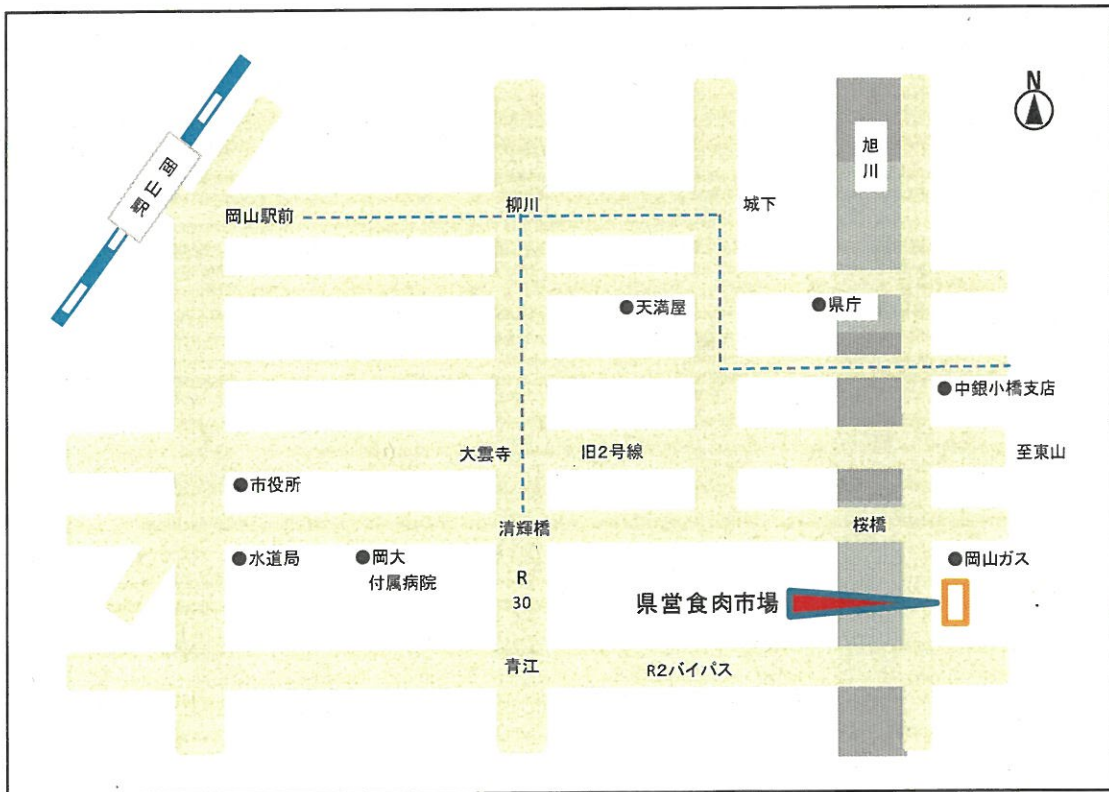 N
旭川
岡山駅
岡山駅前
柳川
城下
●天満屋
●県庁
●中銀小橋支店
大雲寺
旧2号線
至東山
●市役所
清輝橋
桜橋
●水道局
●岡大
付属病院
●岡山ガス
R
30
県営食肉市場
青江
R2バイパス